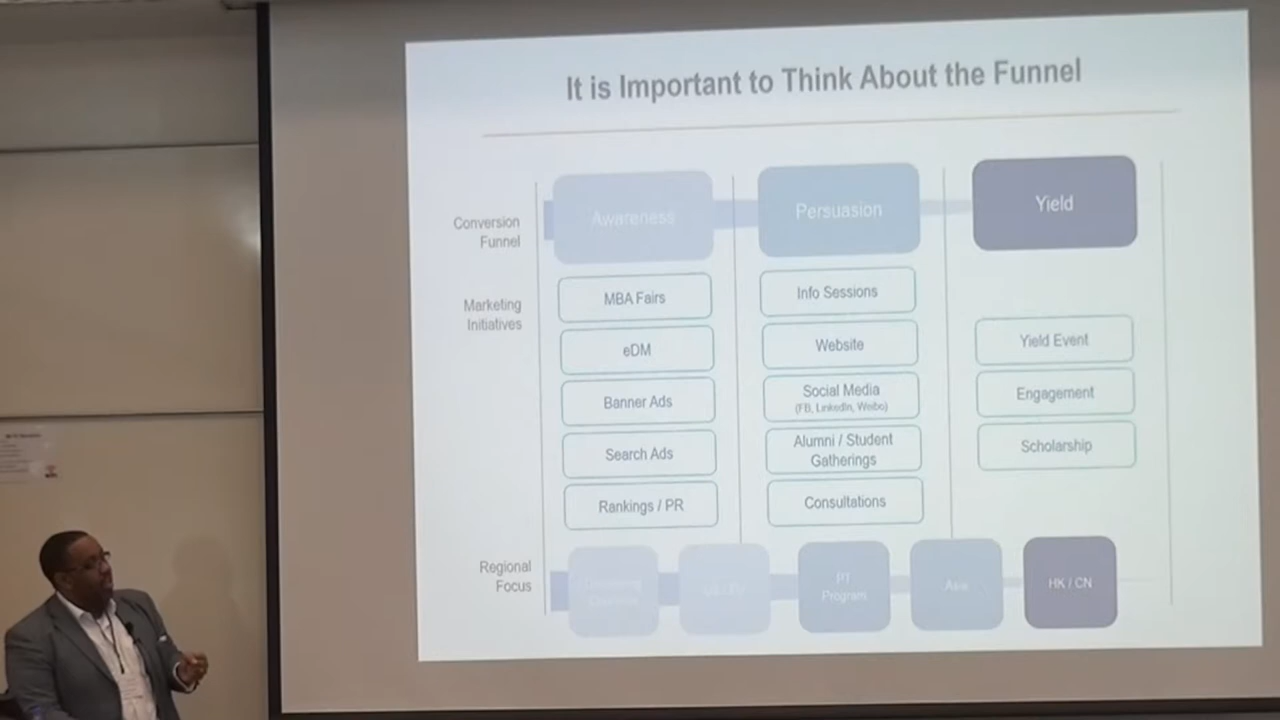 It is Important to Think About the Funnel
Conversion
Funnel
Awareness
Persuasion
Yield
Marketing
Initiatives
MBA Fairs
eDM
Banner Ads
Search Ads
Rankings / PR
Info Sessions
Website
Social Media
(FB, LinkedIn, Weibo)
Alumni / Student
Gatherings
Consultations
Yield Event
Engagement
Scholarship
Regional
Focus
PT
Program
Asia
HK / CN